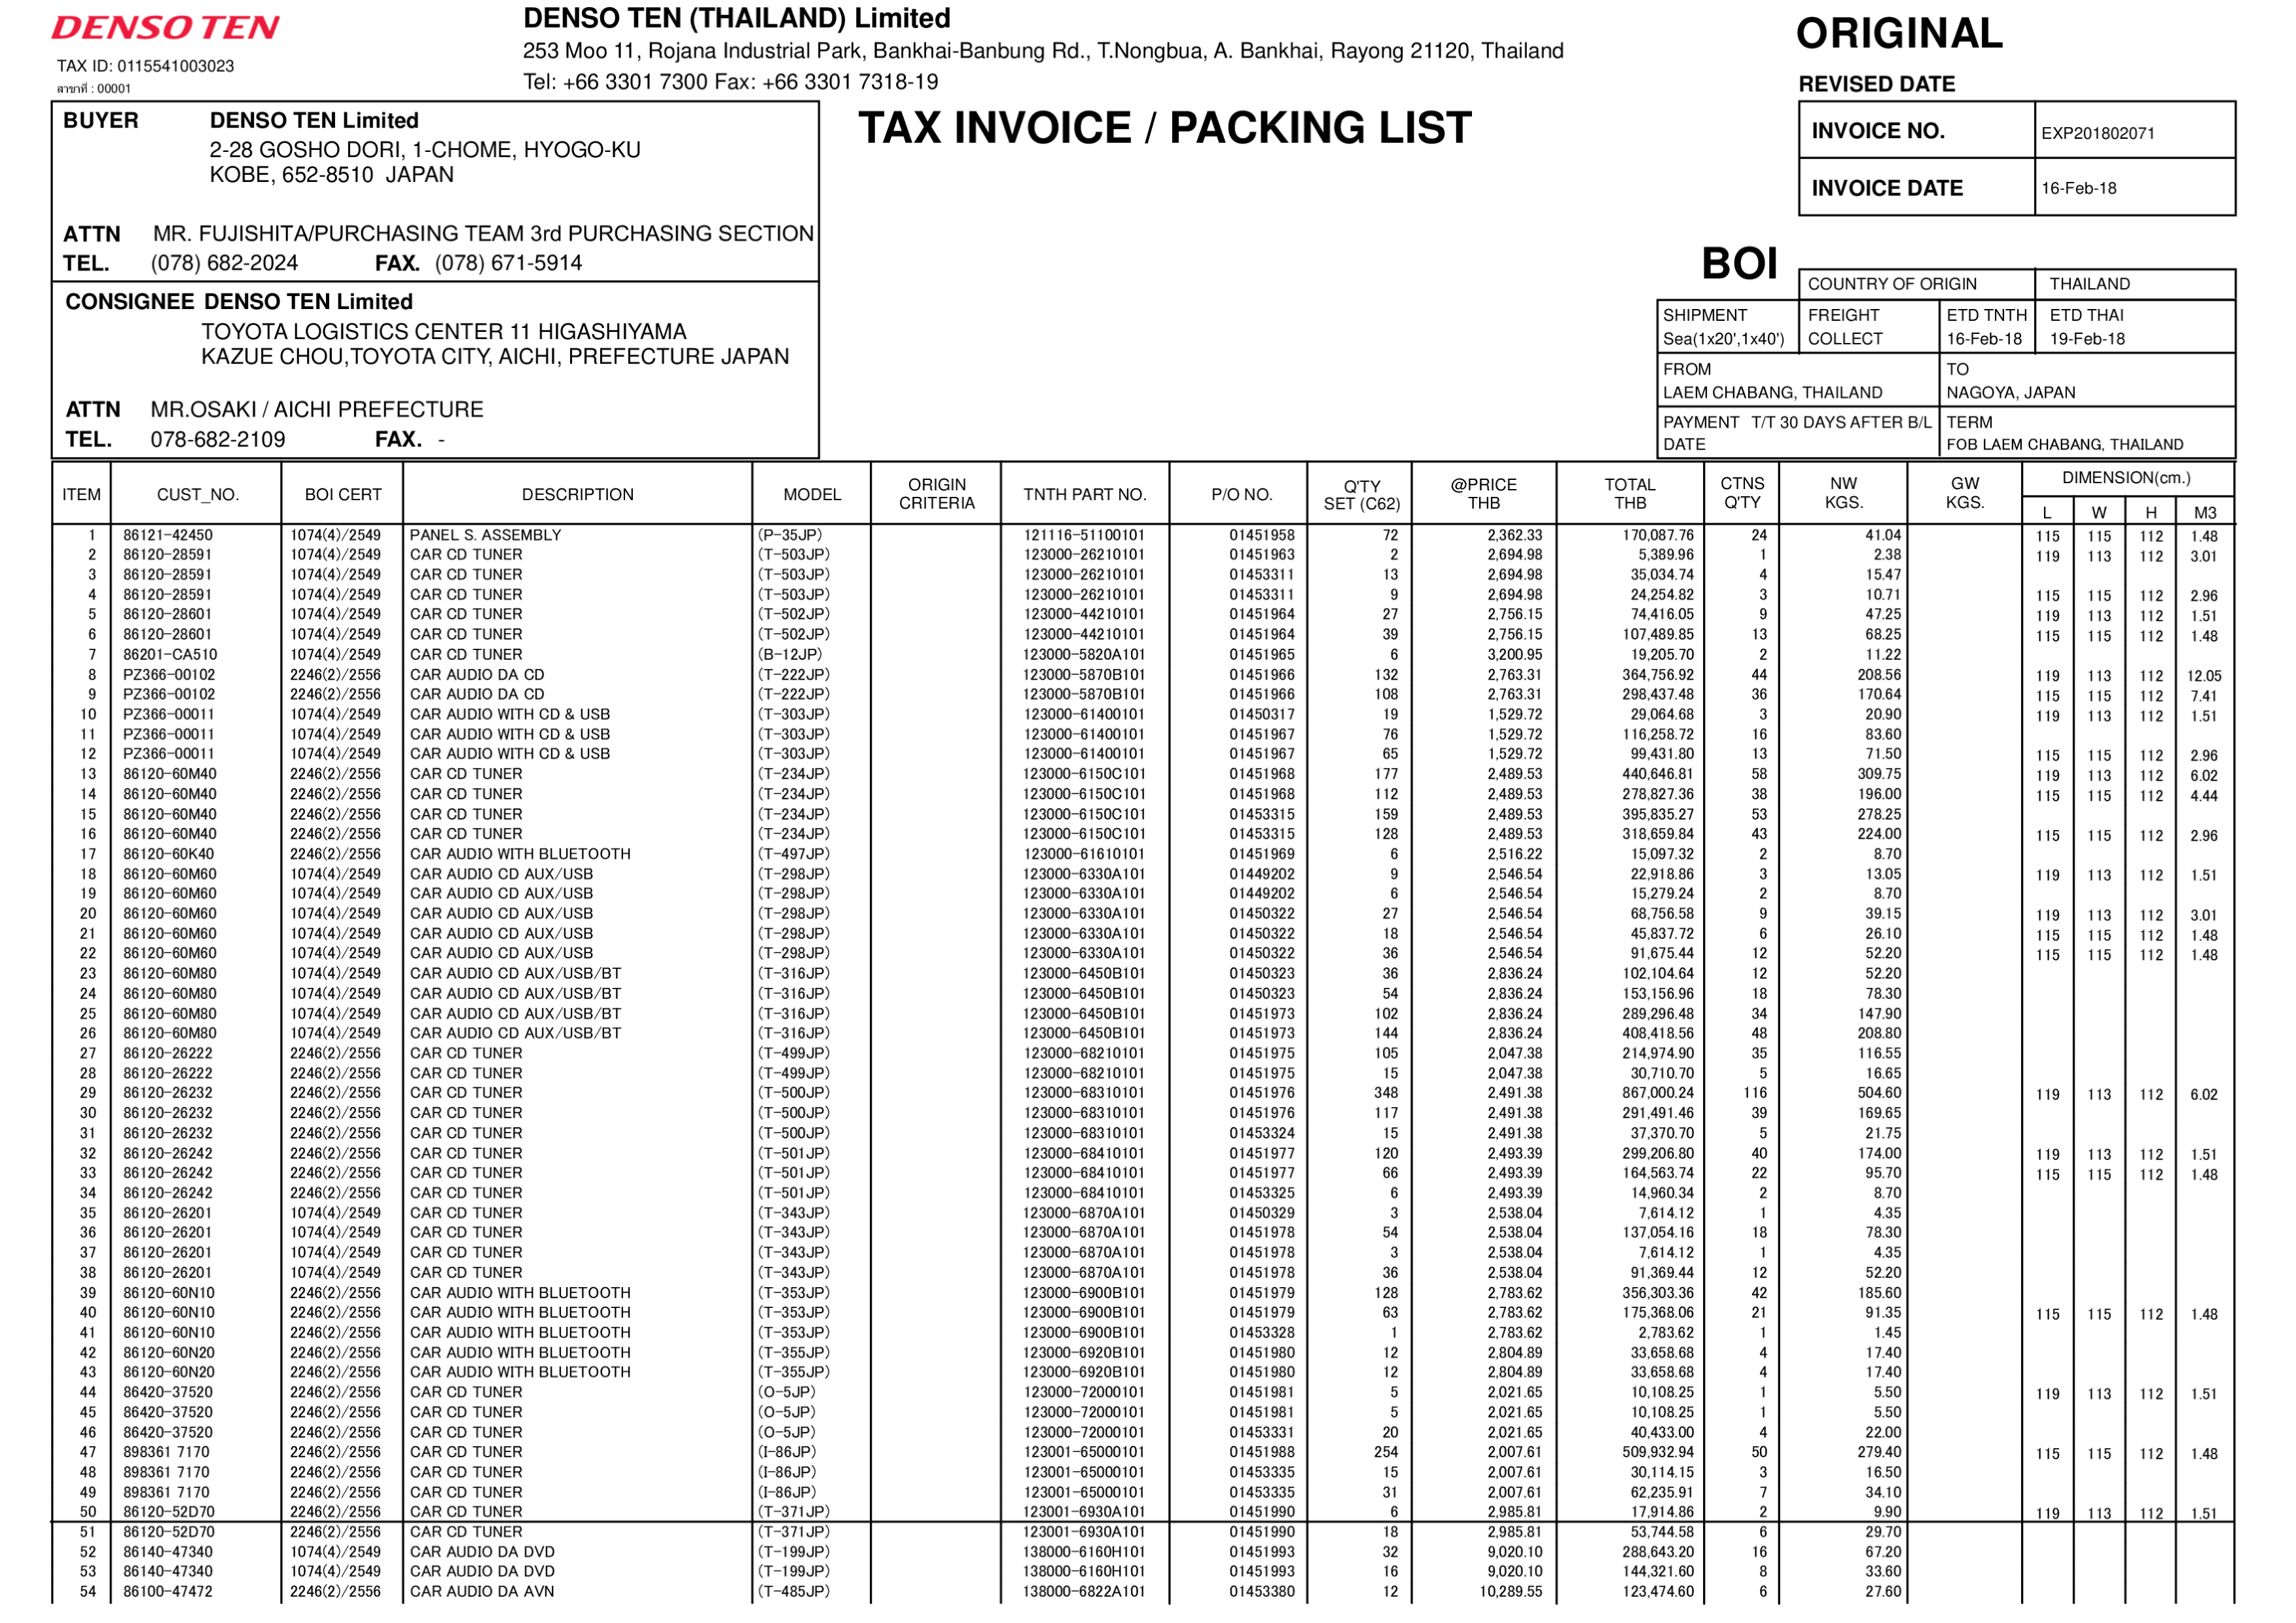 DENSO TEN
TAX ID: 0115541003023
สาขาที่ : 00001
DENSO TEN (THAILAND) Limited
253 Moo 11, Rojana Industrial Park, Bankhai-Banbung Rd., T.Nongbua, A. Bankhai, Rayong 21120, Thailand
Tel: +66 3301 7300 Fax: +66 3301 7318-19
ORIGINAL
REVISED DATE
TAX INVOICE / PACKING LIST
INVOICE NO. EXP201802071
INVOICE DATE 16-Feb-18
BUYER DENSO TEN Limited
2-28 GOSHO DORI, 1-CHOME, HYOGO-KU
KOBE, 652-8510 JAPAN
ATTN MR. FUJISHITA/PURCHASING TEAM 3rd PURCHASING SECTION
TEL. (078) 682-2024 FAX. (078) 671-5914
CONSIGNEE DENSO TEN Limited
TOYOTA LOGISTICS CENTER 11 HIGASHIYAMA
KAZUE CHOU,TOYOTA CITY, AICHI, PREFECTURE JAPAN
ATTN MR.OSAKI / AICHI PREFECTURE
TEL. 078-682-2109 FAX. -
BOI
COUNTRY OF ORIGIN THAILAND
SHIPMENT FREIGHT ETD TNTH ETD THAI
Sea(1x20',1x40') COLLECT 16-Feb-18 19-Feb-18
FROM TO
LAEM CHABANG, THAILAND NAGOYA, JAPAN
PAYMENT T/T 30 DAYS AFTER B/L TERM
DATE FOB LAEM CHABANG, THAILAND
ITEM CUST_NO. BOI CERT DESCRIPTION MODEL ORIGIN CRITERIA TNTH PART NO. P/O NO. Q'TY SET (C62) @PRICE THB TOTAL THB CTNS Q'TY NW KGS. GW KGS. DIMENSION(cm.)
L W H M3
1 86121-42450 1074(4)/2549 PANEL S. ASSEMBLY (P-35JP) 121116-51100101 01451958 72 2,362.33 170,087.76 24 41.04 115 115 112 1.48
2 86120-28591 1074(4)/2549 CAR CD TUNER (T-503JP) 123000-26210101 01451963 2 2,694.98 5,389.96 1 2.38 119 113 112 3.01
3 86120-28591 1074(4)/2549 CAR CD TUNER (T-503JP) 123000-26210101 01453311 13 2,694.98 35,034.74 4 15.47
4 86120-28591 1074(4)/2549 CAR CD TUNER (T-503JP) 123000-26210101 01453311 9 2,694.98 24,254.82 3 10.71 115 115 112 2.96
5 86120-28601 1074(4)/2549 CAR CD TUNER (T-502JP) 123000-44210101 01451964 27 2,756.15 74,416.05 9 47.25 119 113 112 1.51
6 86120-28601 1074(4)/2549 CAR CD TUNER (T-502JP) 123000-44210101 01451964 39 2,756.15 107,489.85 13 68.25 115 115 112 1.48
7 86201-CA510 1074(4)/2549 CAR CD TUNER (B-12JP) 123000-5820A101 01451965 6 3,200.95 19,205.70 2 11.22
8 PZ366-00102 2246(2)/2556 CAR AUDIO DA CD (T-222JP) 123000-5870B101 01451966 132 2,763.31 364,756.92 44 208.56 119 113 112 12.05
9 PZ366-00102 2246(2)/2556 CAR AUDIO DA CD (T-222JP) 123000-5870B101 01451966 108 2,763.31 298,437.48 36 170.64 115 115 112 7.41
10 PZ366-00011 1074(4)/2549 CAR AUDIO WITH CD & USB (T-303JP) 123000-61400101 01450317 19 1,529.72 29,064.68 3 20.90 119 113 112 1.51
11 PZ366-00011 1074(4)/2549 CAR AUDIO WITH CD & USB (T-303JP) 123000-61400101 01451967 76 1,529.72 116,258.72 16 83.60
12 PZ366-00011 1074(4)/2549 CAR AUDIO WITH CD & USB (T-303JP) 123000-61400101 01451967 65 1,529.72 99,431.80 13 71.50 115 115 112 2.96
13 86120-60M40 2246(2)/2556 CAR CD TUNER (T-234JP) 123000-6150C101 01451968 177 2,489.53 440,646.81 58 309.75 119 113 112 6.02
14 86120-60M40 2246(2)/2556 CAR CD TUNER (T-234JP) 123000-6150C101 01451968 112 2,489.53 278,827.36 38 196.00 115 115 112 4.44
15 86120-60M40 2246(2)/2556 CAR CD TUNER (T-234JP) 123000-6150C101 01453315 159 2,489.53 395,835.27 53 278.25
16 86120-60M40 2246(2)/2556 CAR CD TUNER (T-234JP) 123000-6150C101 01453315 128 2,489.53 318,659.84 43 224.00 115 115 112 2.96
17 86120-60K40 2246(2)/2556 CAR AUDIO WITH BLUETOOTH (T-497JP) 123000-61610101 01451969 6 2,516.22 15,097.32 2 8.70
18 86120-60M60 1074(4)/2549 CAR AUDIO CD AUX/USB (T-298JP) 123000-6330A101 01449202 9 2,546.54 22,918.86 3 13.05 119 113 112 1.51
19 86120-60M60 1074(4)/2549 CAR AUDIO CD AUX/USB (T-298JP) 123000-6330A101 01449202 6 2,546.54 15,279.24 2 8.70
20 86120-60M60 1074(4)/2549 CAR AUDIO CD AUX/USB (T-298JP) 123000-6330A101 01450322 27 2,546.54 68,756.58 9 39.15 119 113 112 3.01
21 86120-60M60 1074(4)/2549 CAR AUDIO CD AUX/USB (T-298JP) 123000-6330A101 01450322 18 2,546.54 45,837.72 6 26.10 115 115 112 1.48
22 86120-60M60 1074(4)/2549 CAR AUDIO CD AUX/USB (T-298JP) 123000-6330A101 01450322 36 2,546.54 91,675.44 12 52.20 115 115 112 1.48
23 86120-60M80 1074(4)/2549 CAR AUDIO CD AUX/USB/BT (T-316JP) 123000-6450B101 01450323 36 2,836.24 102,104.64 12 52.20
24 86120-60M80 1074(4)/2549 CAR AUDIO CD AUX/USB/BT (T-316JP) 123000-6450B101 01450323 54 2,836.24 153,156.96 18 78.30
25 86120-60M80 1074(4)/2549 CAR AUDIO CD AUX/USB/BT (T-316JP) 123000-6450B101 01451973 102 2,836.24 289,296.48 34 147.90
26 86120-60M80 1074(4)/2549 CAR AUDIO CD AUX/USB/BT (T-316JP) 123000-6450B101 01451973 144 2,836.24 408,418.56 48 208.80
27 86120-26222 2246(2)/2556 CAR CD TUNER (T-499JP) 123000-68210101 01451975 105 2,047.38 214,974.90 35 116.55
28 86120-26222 2246(2)/2556 CAR CD TUNER (T-499JP) 123000-68210101 01451975 15 2,047.38 30,710.70 5 16.65
29 86120-26232 2246(2)/2556 CAR CD TUNER (T-500JP) 123000-68310101 01451976 348 2,491.38 867,000.24 116 504.60 119 113 112 6.02
30 86120-26232 2246(2)/2556 CAR CD TUNER (T-500JP) 123000-68310101 01451976 117 2,491.38 291,491.46 39 169.65
31 86120-26232 2246(2)/2556 CAR CD TUNER (T-500JP) 123000-68310101 01453324 15 2,491.38 37,370.70 5 21.75
32 86120-26242 2246(2)/2556 CAR CD TUNER (T-501JP) 123000-68410101 01451977 120 2,493.39 299,206.80 40 174.00 119 113 112 1.51
33 86120-26242 2246(2)/2556 CAR CD TUNER (T-501JP) 123000-68410101 01451977 66 2,493.39 164,563.74 22 95.70 115 115 112 1.48
34 86120-26242 2246(2)/2556 CAR CD TUNER (T-501JP) 123000-68410101 01453325 6 2,493.39 14,960.34 2 8.70
35 86120-26201 1074(4)/2549 CAR CD TUNER (T-343JP) 123000-6870A101 01450329 3 2,538.04 7,614.12 1 4.35
36 86120-26201 1074(4)/2549 CAR CD TUNER (T-343JP) 123000-6870A101 01451978 54 2,538.04 137,054.16 18 78.30
37 86120-26201 1074(4)/2549 CAR CD TUNER (T-343JP) 123000-6870A101 01451978 3 2,538.04 7,614.12 1 4.35
38 86120-26201 1074(4)/2549 CAR CD TUNER (T-343JP) 123000-6870A101 01451978 36 2,538.04 91,369.44 12 52.20
39 86120-60N10 2246(2)/2556 CAR AUDIO WITH BLUETOOTH (T-353JP) 123000-6900B101 01451979 128 2,783.62 356,303.36 42 185.60
40 86120-60N10 2246(2)/2556 CAR AUDIO WITH BLUETOOTH (T-353JP) 123000-6900B101 01451979 63 2,783.62 175,368.06 21 91.35 115 115 112 1.48
41 86120-60N10 2246(2)/2556 CAR AUDIO WITH BLUETOOTH (T-353JP) 123000-6900B101 01453328 1 2,783.62 2,783.62 1 1.45
42 86120-60N20 2246(2)/2556 CAR AUDIO WITH BLUETOOTH (T-355JP) 123000-6920B101 01451980 12 2,804.89 33,658.68 4 17.40
43 86120-60N20 2246(2)/2556 CAR AUDIO WITH BLUETOOTH (T-355JP) 123000-6920B101 01451980 12 2,804.89 33,658.68 4 17.40
44 86420-37520 2246(2)/2556 CAR CD TUNER (O-5JP) 123000-72000101 01451981 5 2,021.65 10,108.25 1 5.50 119 113 112 1.51
45 86420-37520 2246(2)/2556 CAR CD TUNER (O-5JP) 123000-72000101 01451981 5 2,021.65 10,108.25 1 5.50
46 86420-37520 2246(2)/2556 CAR CD TUNER (O-5JP) 123000-72000101 01453331 20 2,021.65 40,433.00 4 22.00
47 898361 7170 2246(2)/2556 CAR CD TUNER (I-86JP) 123001-65000101 01451988 254 2,007.61 509,932.94 50 279.40 115 115 112 1.48
48 898361 7170 2246(2)/2556 CAR CD TUNER (I-86JP) 123001-65000101 01453335 15 2,007.61 30,114.15 3 16.50
49 898361 7170 2246(2)/2556 CAR CD TUNER (I-86JP) 123001-65000101 01453335 31 2,007.61 62,235.91 7 34.10
50 86120-52D70 2246(2)/2556 CAR CD TUNER (T-371JP) 123001-6930A101 01451990 6 2,985.81 17,914.86 2 9.90 119 113 112 1.51
51 86120-52D70 2246(2)/2556 CAR CD TUNER (T-371JP) 123001-6930A101 01451990 18 2,985.81 53,744.58 6 29.70
52 86140-47340 1074(4)/2549 CAR AUDIO DA DVD (T-199JP) 138000-6160H101 01451993 32 9,020.10 288,643.20 16 67.20
53 86140-47340 1074(4)/2549 CAR AUDIO DA DVD (T-199JP) 138000-6160H101 01451993 16 9,020.10 144,321.60 8 33.60
54 86100-47472 2246(2)/2556 CAR AUDIO DA AVN (T-485JP) 138000-6822A101 01453380 12 10,289.55 123,474.60 6 27.60